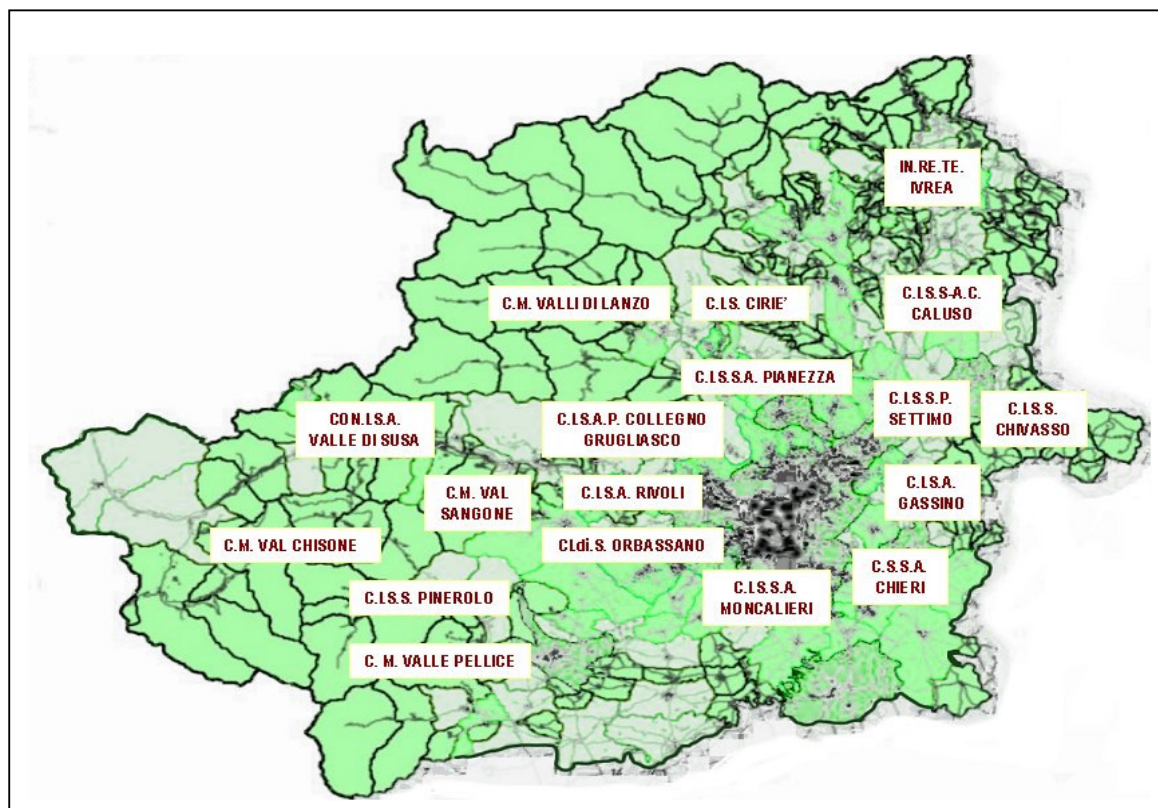 IN.RE.TE.
IVREA
C.M. VALLI DI LANZO
C.I.S. CIRIE'
C.I.S.S-A.C.
CALUSO
C.I.S.S.A. PIANEZZA
CON.I.S.A.
VALLE DI SUSA
C.I.S.A.P. COLLEGNO
GRUGLIASCO
C.I.S.S.P.
SETTIMO
C.I.S.S.
CHIVASSO
C.M. VAL
SANGONE
C.I.S.A. RIVOLI
C.I.S.A.
GASSINO
C.M. VAL CHISONE
C.I.di.S. ORBASSANO
C.S.S.A.
CHIERI
C.I.S.S. PINEROLO
C.I.S.S.A.
MONCALIERI
C. M. VALLE PELLICE